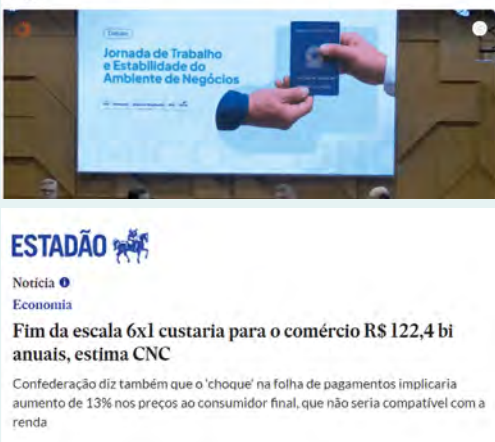 Debate
Jornada de Trabalho
e Estabilidade do
Ambiente de Negócios
ESTADÃO
Notícia
Economia
Fim da escala 6x1 custaria para o comércio R$ 122,4 bi
anuais, estima CNC
Confederação diz também que o 'choque' na folha de pagamentos implicaria
aumento de 13% nos preços ao consumidor final, que não seria compatível com a
renda